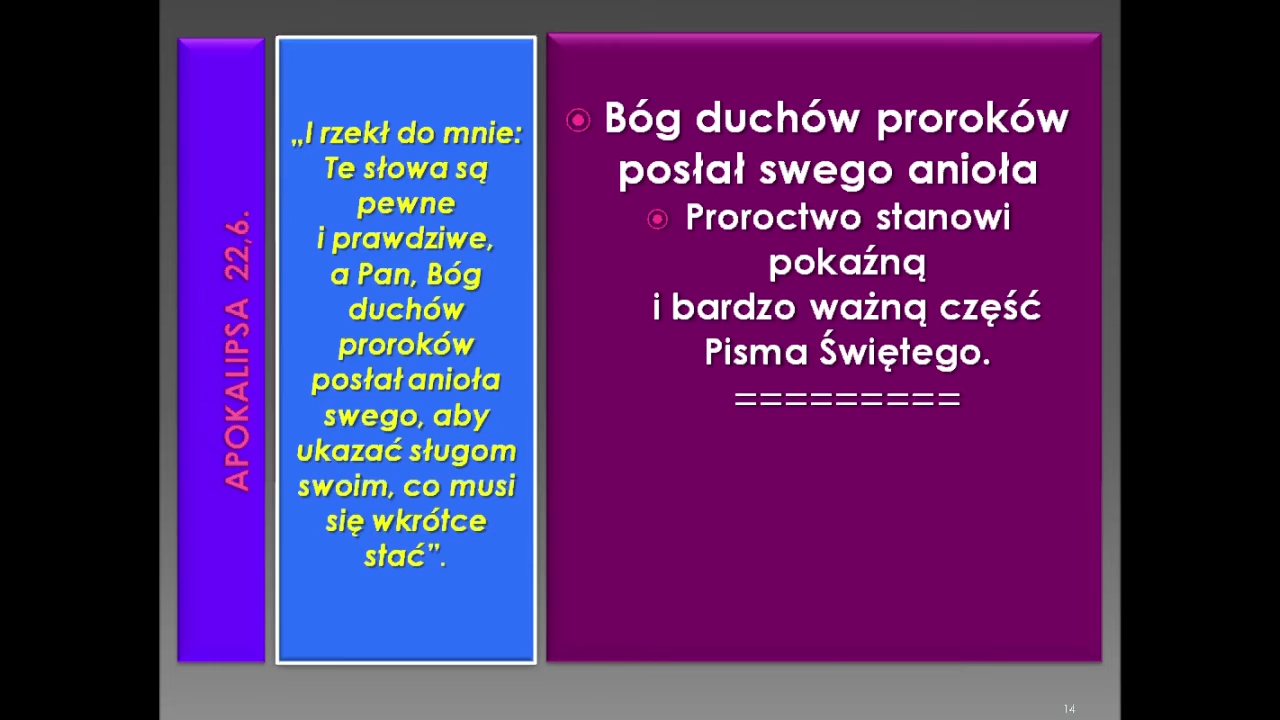 APOKALIPSA 22,6.
„I rzekł do mnie:
Te słowa są
pewne
i prawdziwe,
a Pan, Bóg
duchów
proroków
posłał anioła
swego, aby
ukazać sługom
swoim, co musi
się wkrótce
stać”.
Bóg duchów proroków
posłał swego anioła
Proroctwo stanowi
pokaźną
i bardzo ważną część
Pisma Świętego.
=========
14